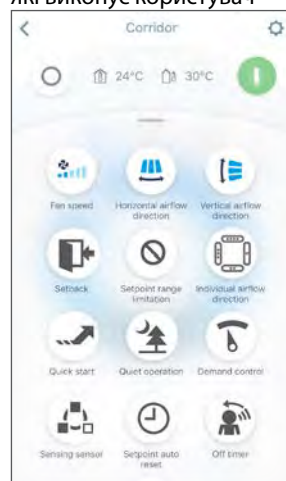 які виконує користувач
Corridor
24°C 30°C
Fan speed
Horizontal airflow direction
Vertical airflow direction
Setback
Setpoint range limitation
Individual airflow direction
Quick start
Quiet operation
Demand control
Sensing sensor
Setpoint auto reset
Off timer